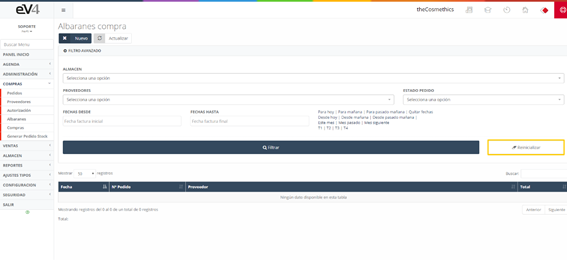 eV4
theCosmethics
SOPORTE
Buscar Menú
PANEL INICIO
AGENDA
ADMINISTRACIÓN
COMPRAS
Pedidos
Proveedores
Autorización
Albaranes
Compras
Generar Pedido Stock
VENTAS
ALMACEN
REPORTES
AJUSTES TIPOS
CONFIGURACION
SEGURIDAD
SALIR
Albaranes compra
Nuevo Actualizar
FILTRO AVANZADO
ALMACEN
Selecciona una opción
PROVEEDORES ESTADO PEDIDO
Selecciona una opción Selecciona una opción
FECHAS DESDE FECHAS HASTA
Fecha factura inicial Fecha factura final
Para hoy | Para mañana | Para pasado mañana | Quitar fechas
Desde hoy | Desde mañana | Desde pasado mañana |
Este mes | Mes pasado | Mes siguiente
T1 | T2 | T3 | T4
Filtrar Reinicializar
Mostrar 10 registros Buscar:
Fecha Nº Pedido Proveedor Total
Ningún dato disponible en esta tabla
Mostrando registros del 0 al 0 de un total de 0 registros
Anterior Siguiente
Total: